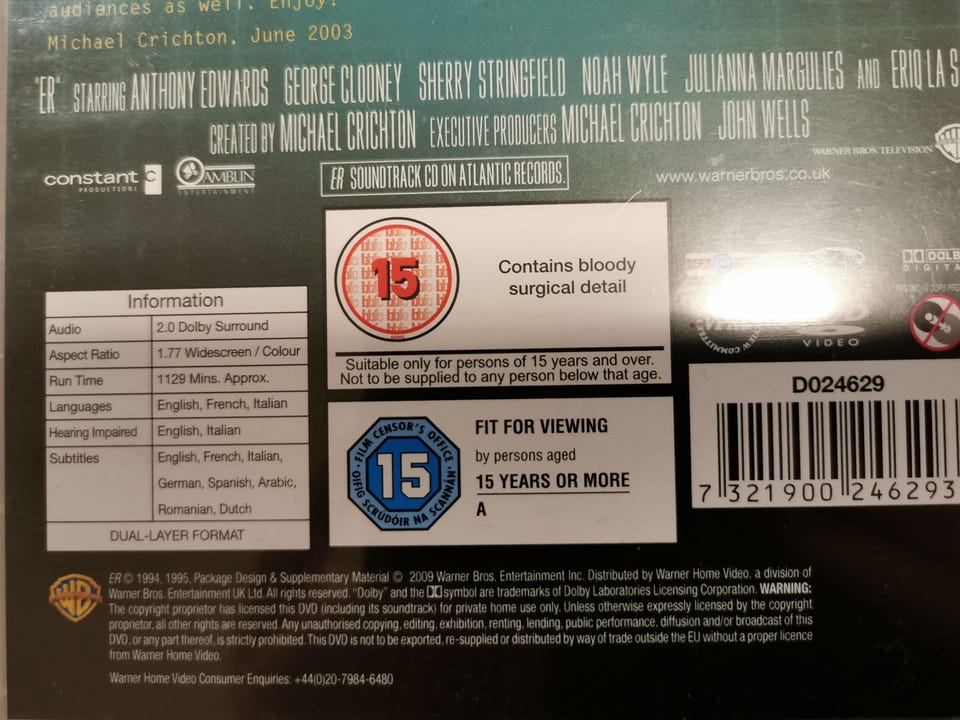 audiences as well. Enjoy!
Michael Crichton, June 2003
"ER" STARRING ANTHONY EDWARDS GEORGE CLOONEY SHERRY STRINGFIELD NOAH WYLE JULIANNA MARGULIES AND ERIQ LA S
CREATED BY MICHAEL CRICHTON EXECUTIVE PRODUCERS MICHAEL CRICHTON JOHN WELLS
WARNER BROS. TELEVISION
constant c
PRODUCTIONS
AMBLIN
ENTERTAINMENT
ER SOUNDTRACK CD ON ATLANTIC RECORDS.
www.warnerbros.co.uk
15
Contains bloody
surgical detail
Suitable only for persons of 15 years and over.
Not to be supplied to any person below that age.
VIDEO
DOLB
DIGITA
Information
Audio 2.0 Dolby Surround
Aspect Ratio 1.77 Widescreen / Colour
Run Time 1129 Mins. Approx.
Languages English, French, Italian
Hearing Impaired English, Italian
Subtitles English, French, Italian,
German, Spanish, Arabic,
Romanian, Dutch
DUAL-LAYER FORMAT
FILM CENSOR'S OFFICE
15
OIFIG SCRÚDÓIR NA SCANNÁN
FIT FOR VIEWING
by persons aged
15 YEARS OR MORE
A
D024629
7 321900 246293
ER © 1994, 1995, Package Design & Supplementary Material © 2009 Warner Bros. Entertainment Inc. Distributed by Warner Home Video, a division of
Warner Bros. Entertainment UK Ltd. All rights reserved. "Dolby" and the symbol are trademarks of Dolby Laboratories Licensing Corporation. WARNING:
The copyright proprietor has licensed this DVD (including its soundtrack) for private home use only. Unless otherwise expressly licensed by the copyright
proprietor, all other rights are reserved. Any unauthorised copying, editing, exhibition, renting, lending, public performance, diffusion and/or broadcast of this
DVD, or any part thereof, is strictly prohibited. This DVD is not to be exported, re-supplied or distributed by way of trade outside the EU without a proper licence
from Warner Home Video.
Warner Home Video Consumer Enquiries: +44(0)20-7984-6480